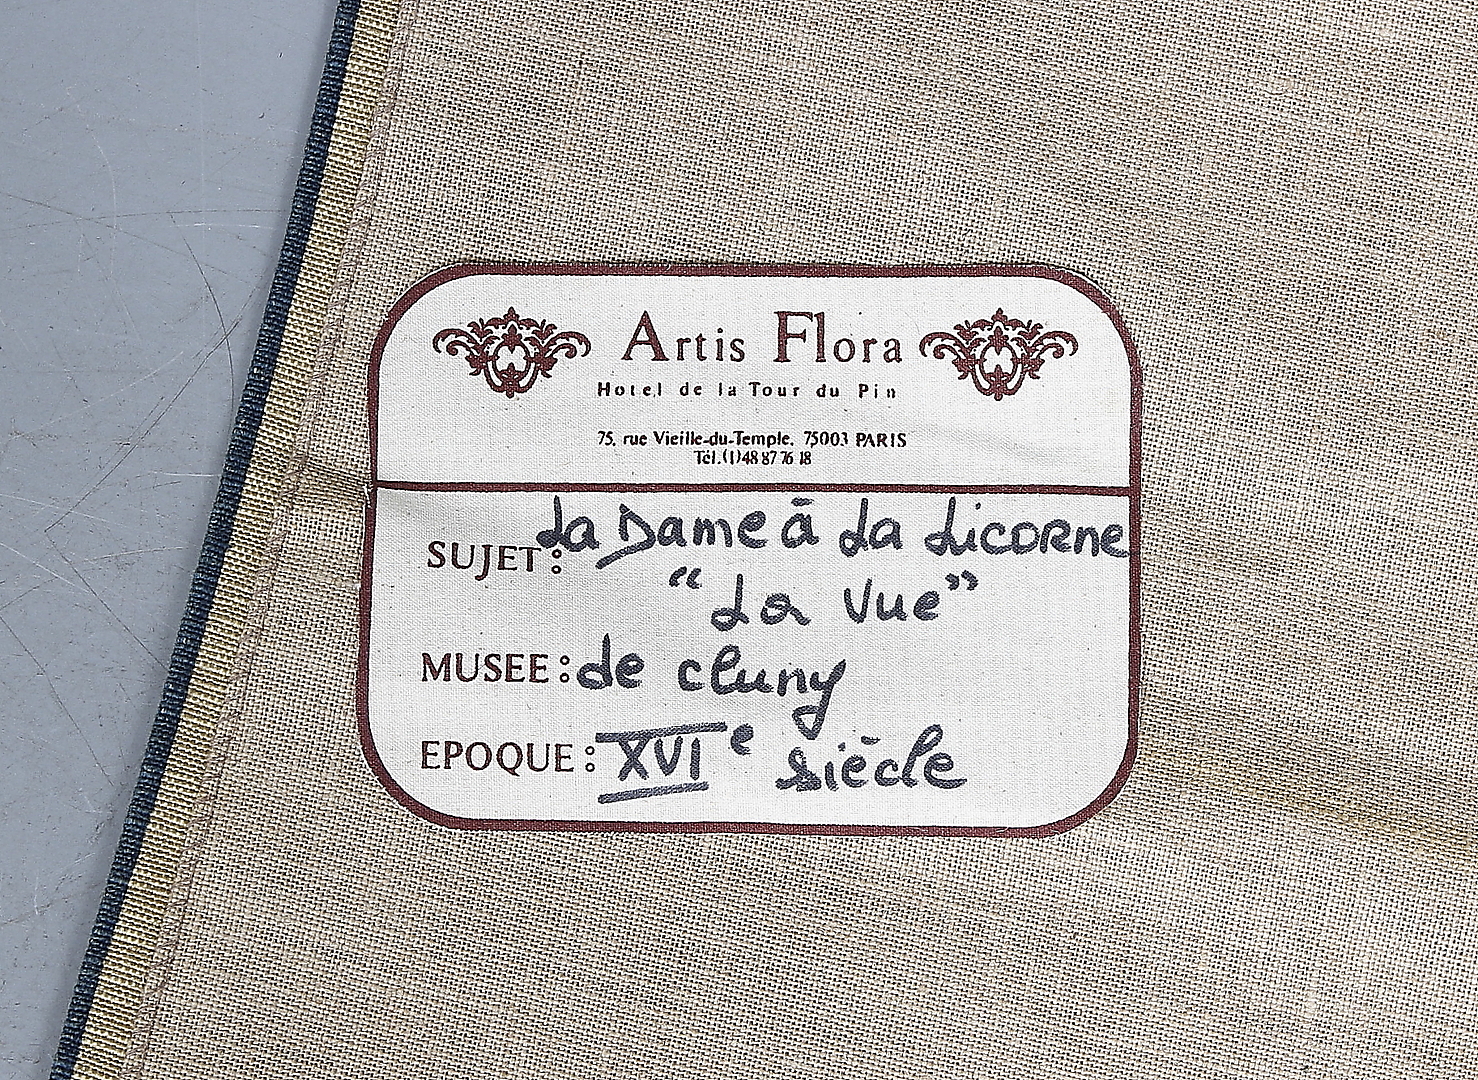 Artis Flora
Hotel de la Tour du Pin
75, rue Vieille-du-Temple, 75003 PARIS
Tél. (1) 48 87 76 18
SUJET: La Dame à La Licorne
"La Vue"
MUSEE: de cluny
EPOQUE: XVIe siècle